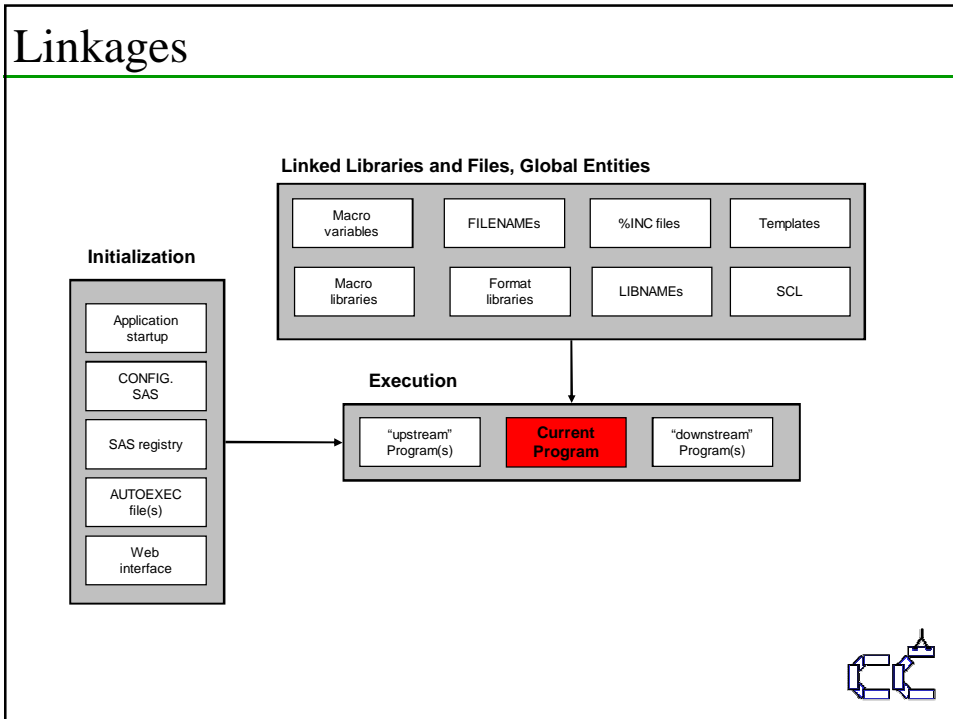 Linkages
Linked Libraries and Files, Global Entities
Macro
variables
FILENAMEs
%INC files
Templates
Macro
libraries
Format
libraries
LIBNAMEs
SCL
Initialization
Application
startup
CONFIG.
SAS
SAS registry
AUTOEXEC
file(s)
Web
interface
Execution
“upstream”
Program(s)
Current
Program
“downstream”
Program(s)